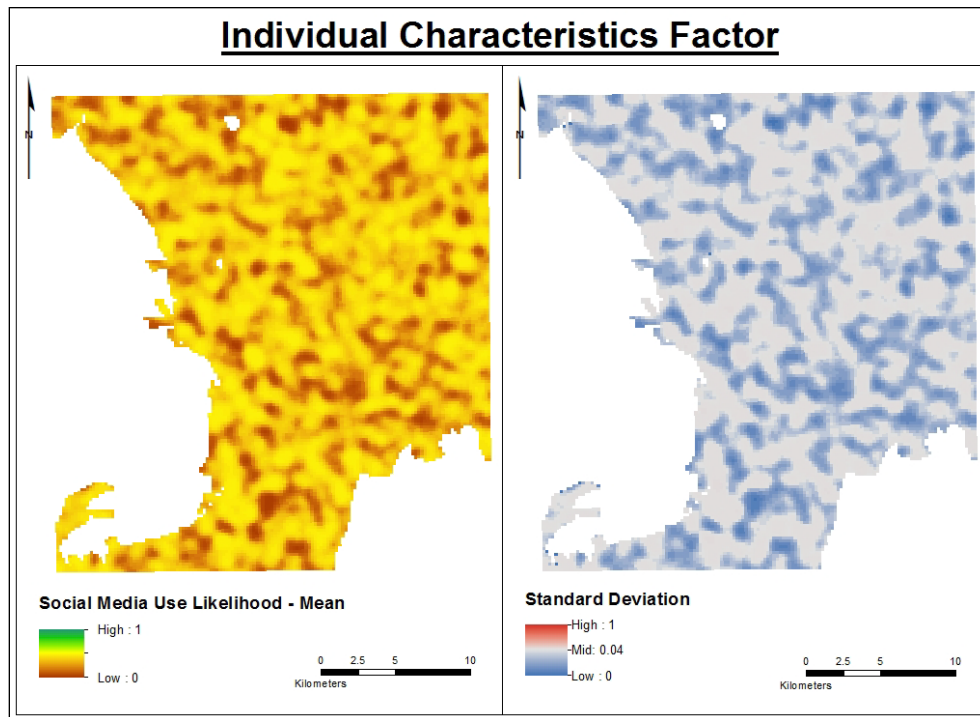 Individual Characteristics Factor
N
N
Social Media Use Likelihood - Mean
High : 1
Low : 0
0 2.5 5 10
Kilometers
Standard Deviation
High : 1
Mid: 0.04
Low : 0
0 2.5 5 10
Kilometers